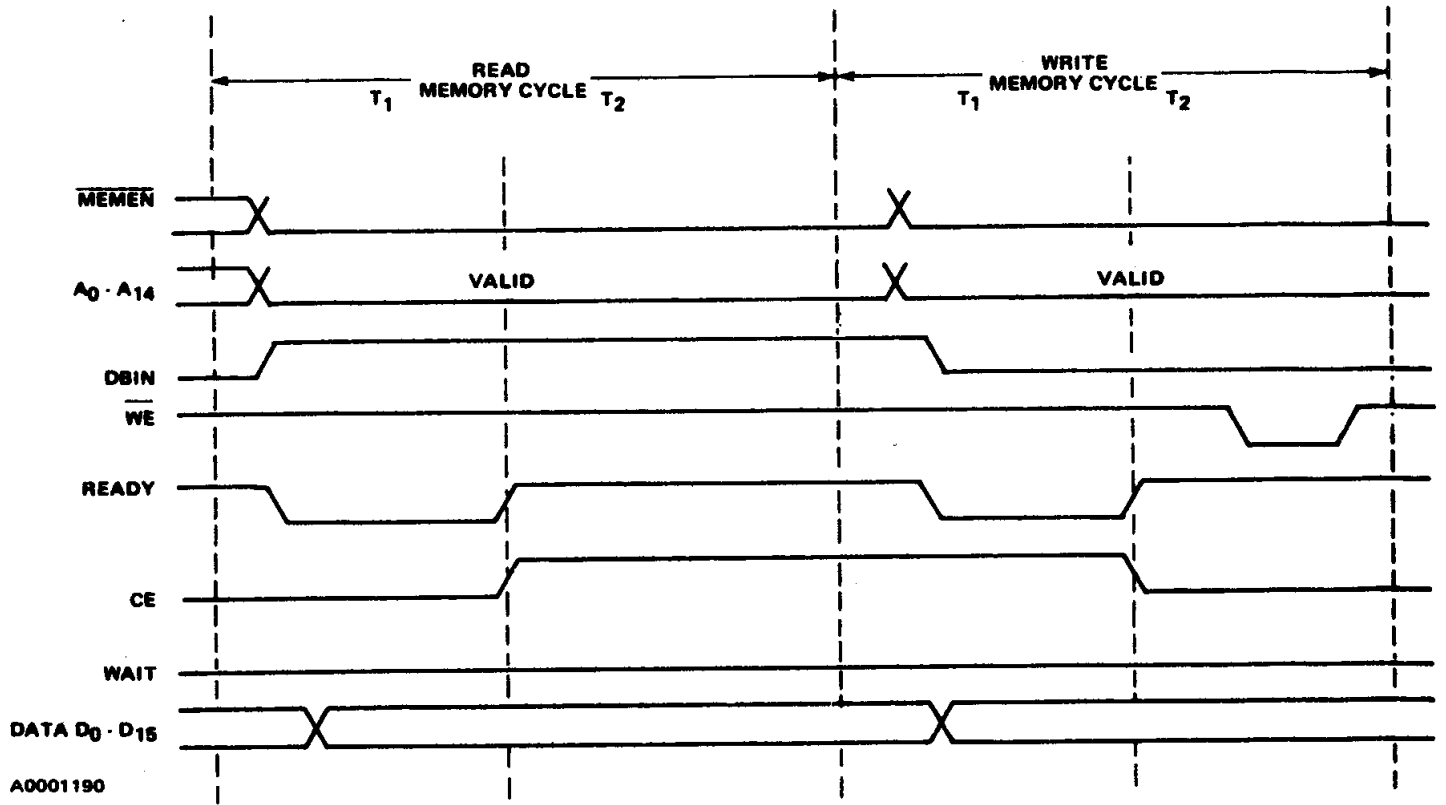 READ
MEMORY CYCLE
T1
T2
WRITE
MEMORY CYCLE
T1
T2
MEMEN
A0 - A14
VALID
VALID
DBIN
WE
READY
CE
WAIT
DATA D0 - D15
A0001190